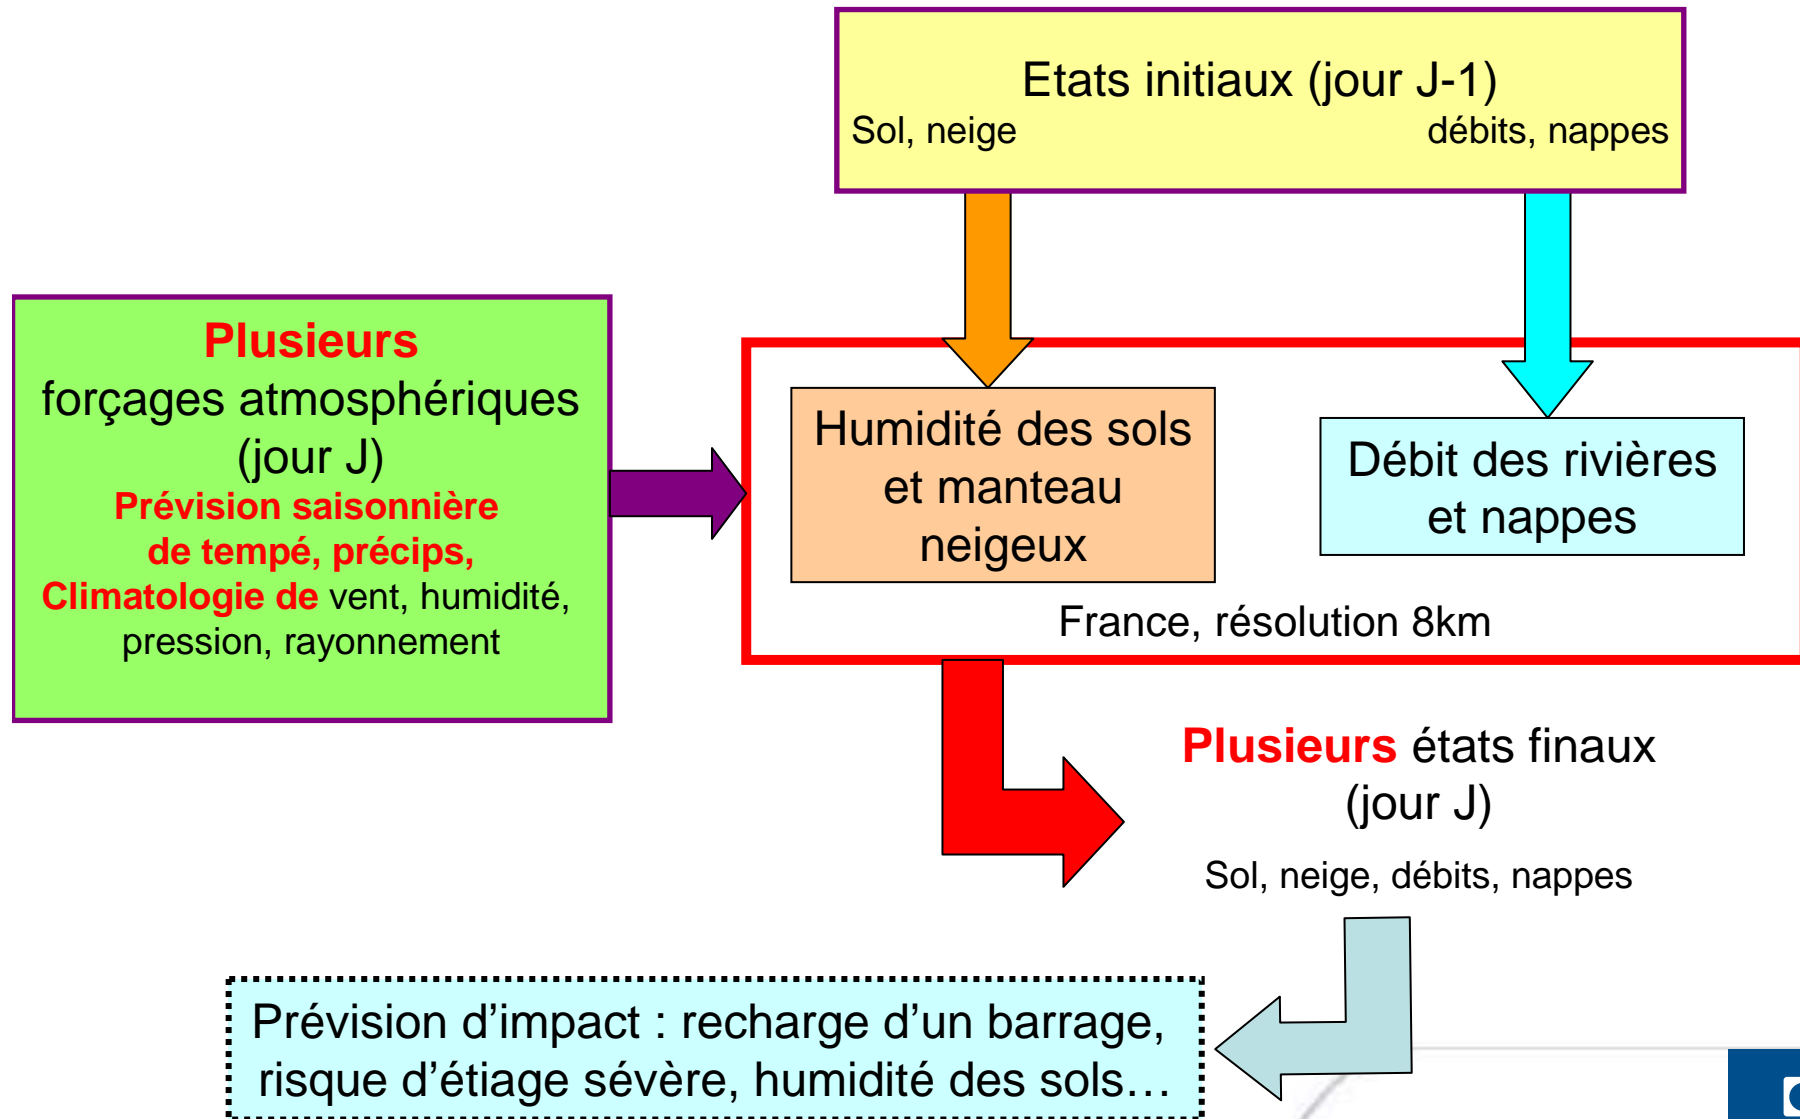 Etats initiaux (jour J-1)
Sol, neige débits, nappes
Plusieurs
forçages atmosphériques
(jour J)
Prévision saisonnière
de tempé, précips,
Climatologie de vent, humidité,
pression, rayonnement
Humidité des sols
et manteau
neigeux
Débit des rivières
et nappes
France, résolution 8km
Plusieurs états finaux
(jour J)
Sol, neige, débits, nappes
Prévision d’impact : recharge d’un barrage,
risque d’étiage sévère, humidité des sols…